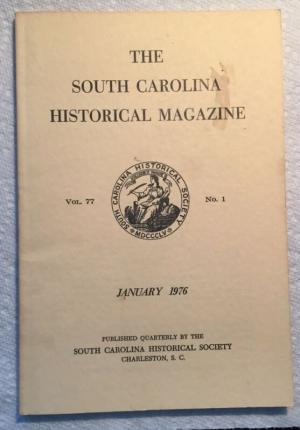 THE
SOUTH CAROLINA
HISTORICAL MAGAZINE
VOL. 77
SOUTH CAROLINA HISTORICAL SOCIETY
MDCCCLV
No. 1
JANUARY 1976
PUBLISHED QUARTERLY BY THE
SOUTH CAROLINA HISTORICAL SOCIETY
CHARLESTON, S. C.